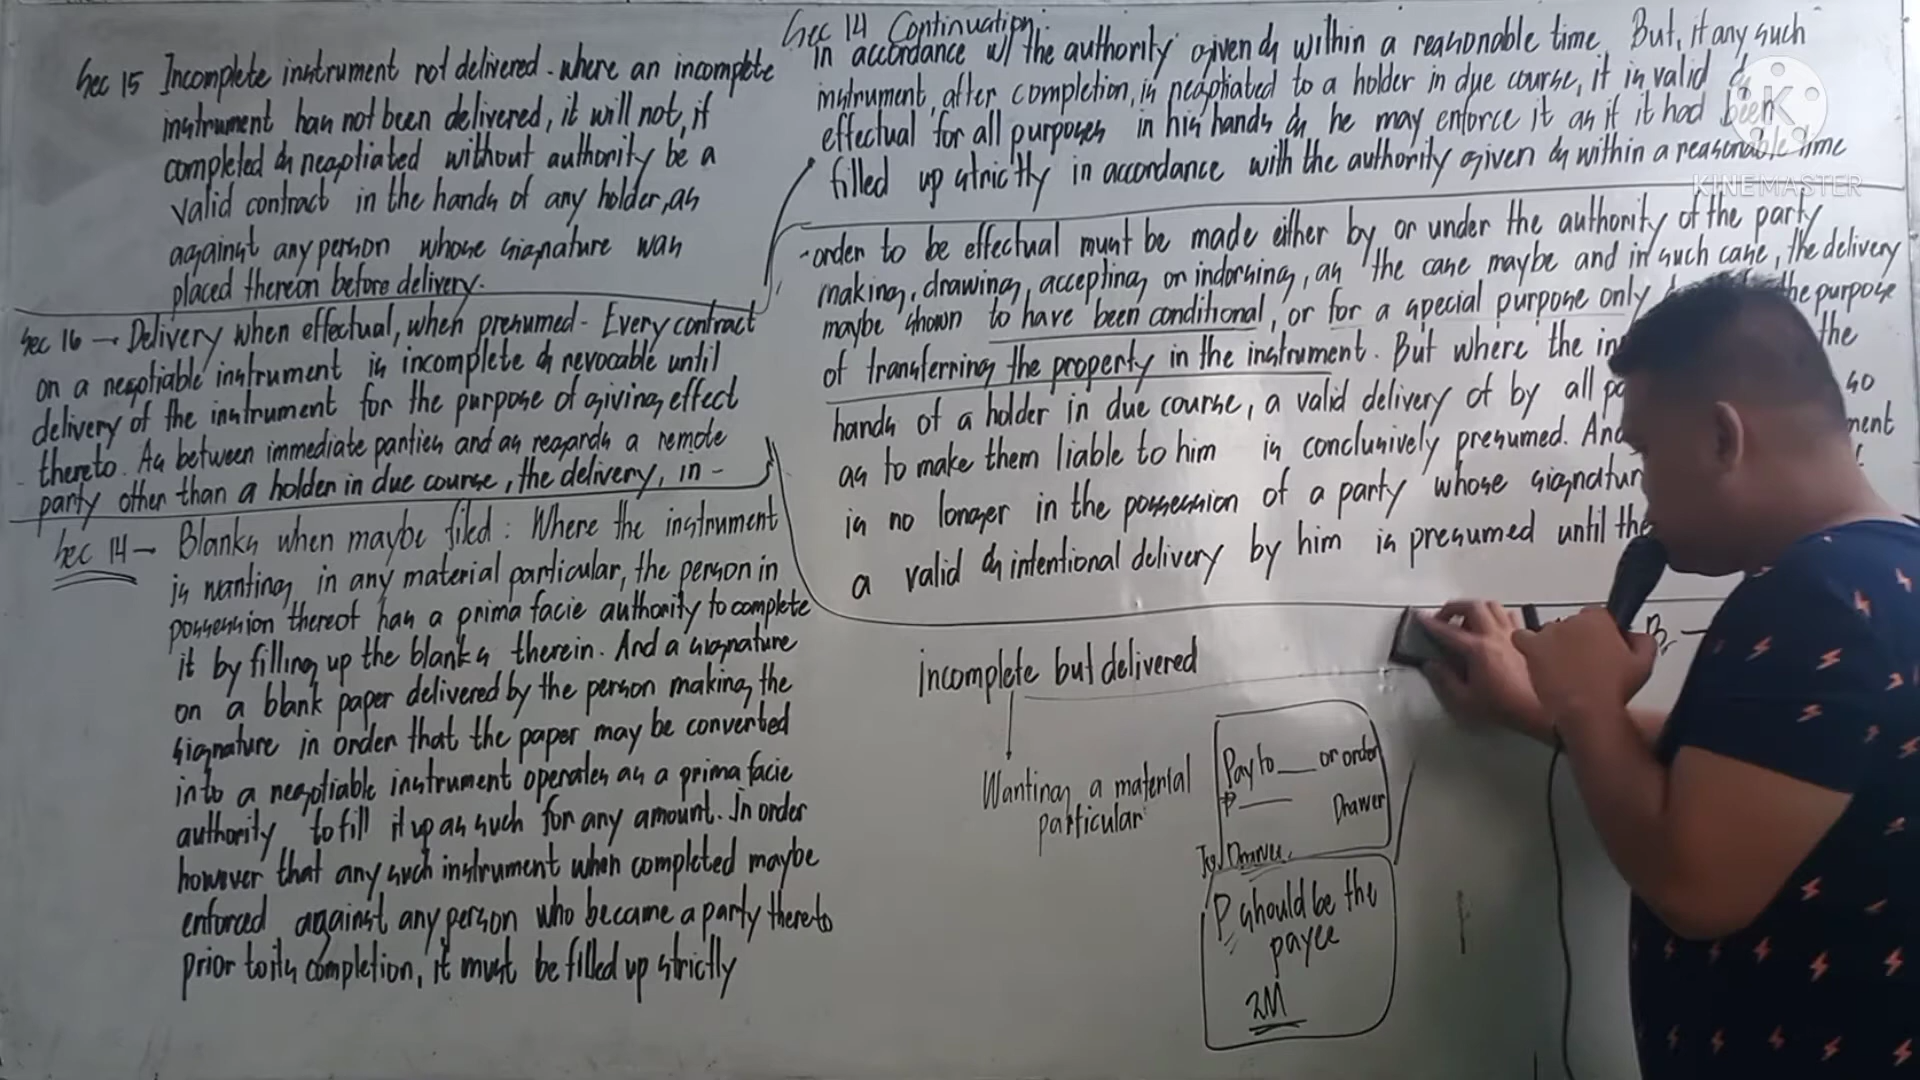 Sec 15 Incomplete instrument not delivered - where an incomplete
instrument has not been delivered, it will not, if
completed & negotiated without authority be a
valid contract in the hands of any holder, as
against any person whose signature was
placed thereon before delivery.
Sec 16 - Delivery when effectual, when presumed - Every contract
on a negotiable instrument is incomplete & revocable until
delivery of the instrument for the purpose of giving effect
thereto. As between immediate parties and as regards a remote
party other than a holder in due course, the delivery, in -
Sec 14 - Blanks when maybe filed: Where the instrument
is wanting in any material particular, the person in
possession thereof has a prima facie authority to complete
it by filling up the blanks therein. And a signature
on a blank paper delivered by the person making the
signature in order that the paper may be converted
into a negotiable instrument operates as a prima facie
authority to fill it up as such for any amount. In order
however that any such instrument when completed maybe
enforced against any person who became a party thereto
prior to its completion, it must be filled up strictly
Sec 14 Continuation:
in accordance w/ the authority given & within a reasonable time. But, if any such
instrument, after completion, is negotiated to a holder in due course, it is valid &
effectual for all purposes in his hands & he may enforce it as if it had been
filled up strictly in accordance with the authority given & within a reasonable time
KINEMASTER
-order to be effectual must be made either by or under the authority of the party
making, drawing, accepting or indorsing, as the case maybe and in such case, the delivery
maybe shown to have been conditional, or for a special purpose only the purpose
of transferring the property in the instrument. But where the in the
hands of a holder in due course, a valid delivery of by all so
as to make them liable to him is conclusively presumed. And ment
is no longer in the possession of a party whose signatur
a valid & intentional delivery by him is presumed until the
B -
incomplete but delivered
Wanting a material
particular
Pay to ___ or order
P ___
Drawer
P should be the
payee
2M